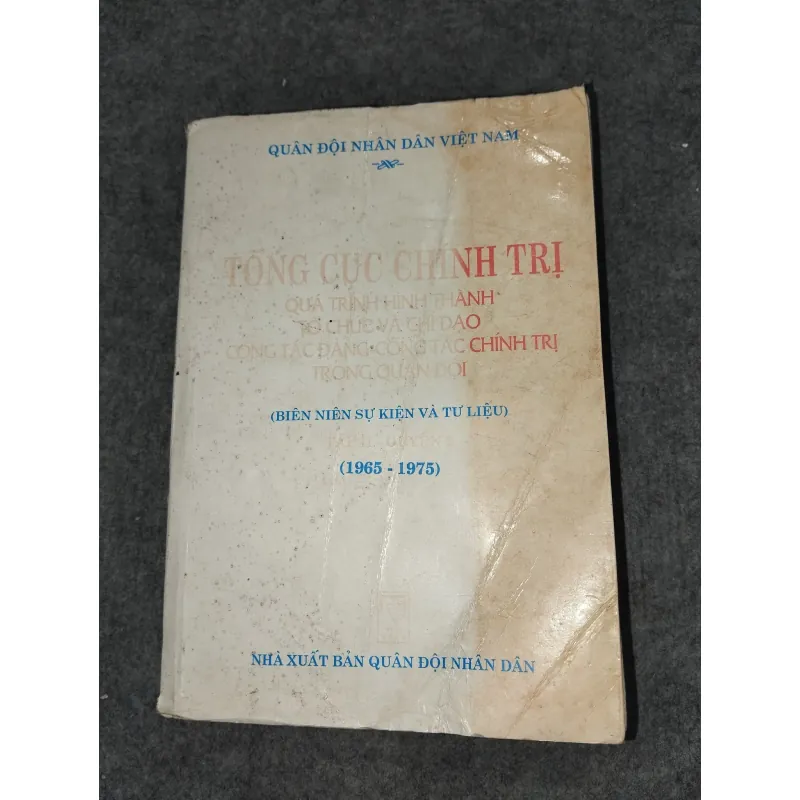 QUÂN ĐỘI NHÂN DÂN VIỆT NAM
TỔNG CỤC CHÍNH TRỊ
QUÁ TRÌNH HÌNH THÀNH
TỔ CHỨC VÀ CHỈ ĐẠO
CÔNG TÁC ĐẢNG CÔNG TÁC CHÍNH TRỊ
TRONG QUÂN ĐỘI
(BIÊN NIÊN SỰ KIỆN VÀ TƯ LIỆU)
(1965 - 1975)
NHÀ XUẤT BẢN QUÂN ĐỘI NHÂN DÂN